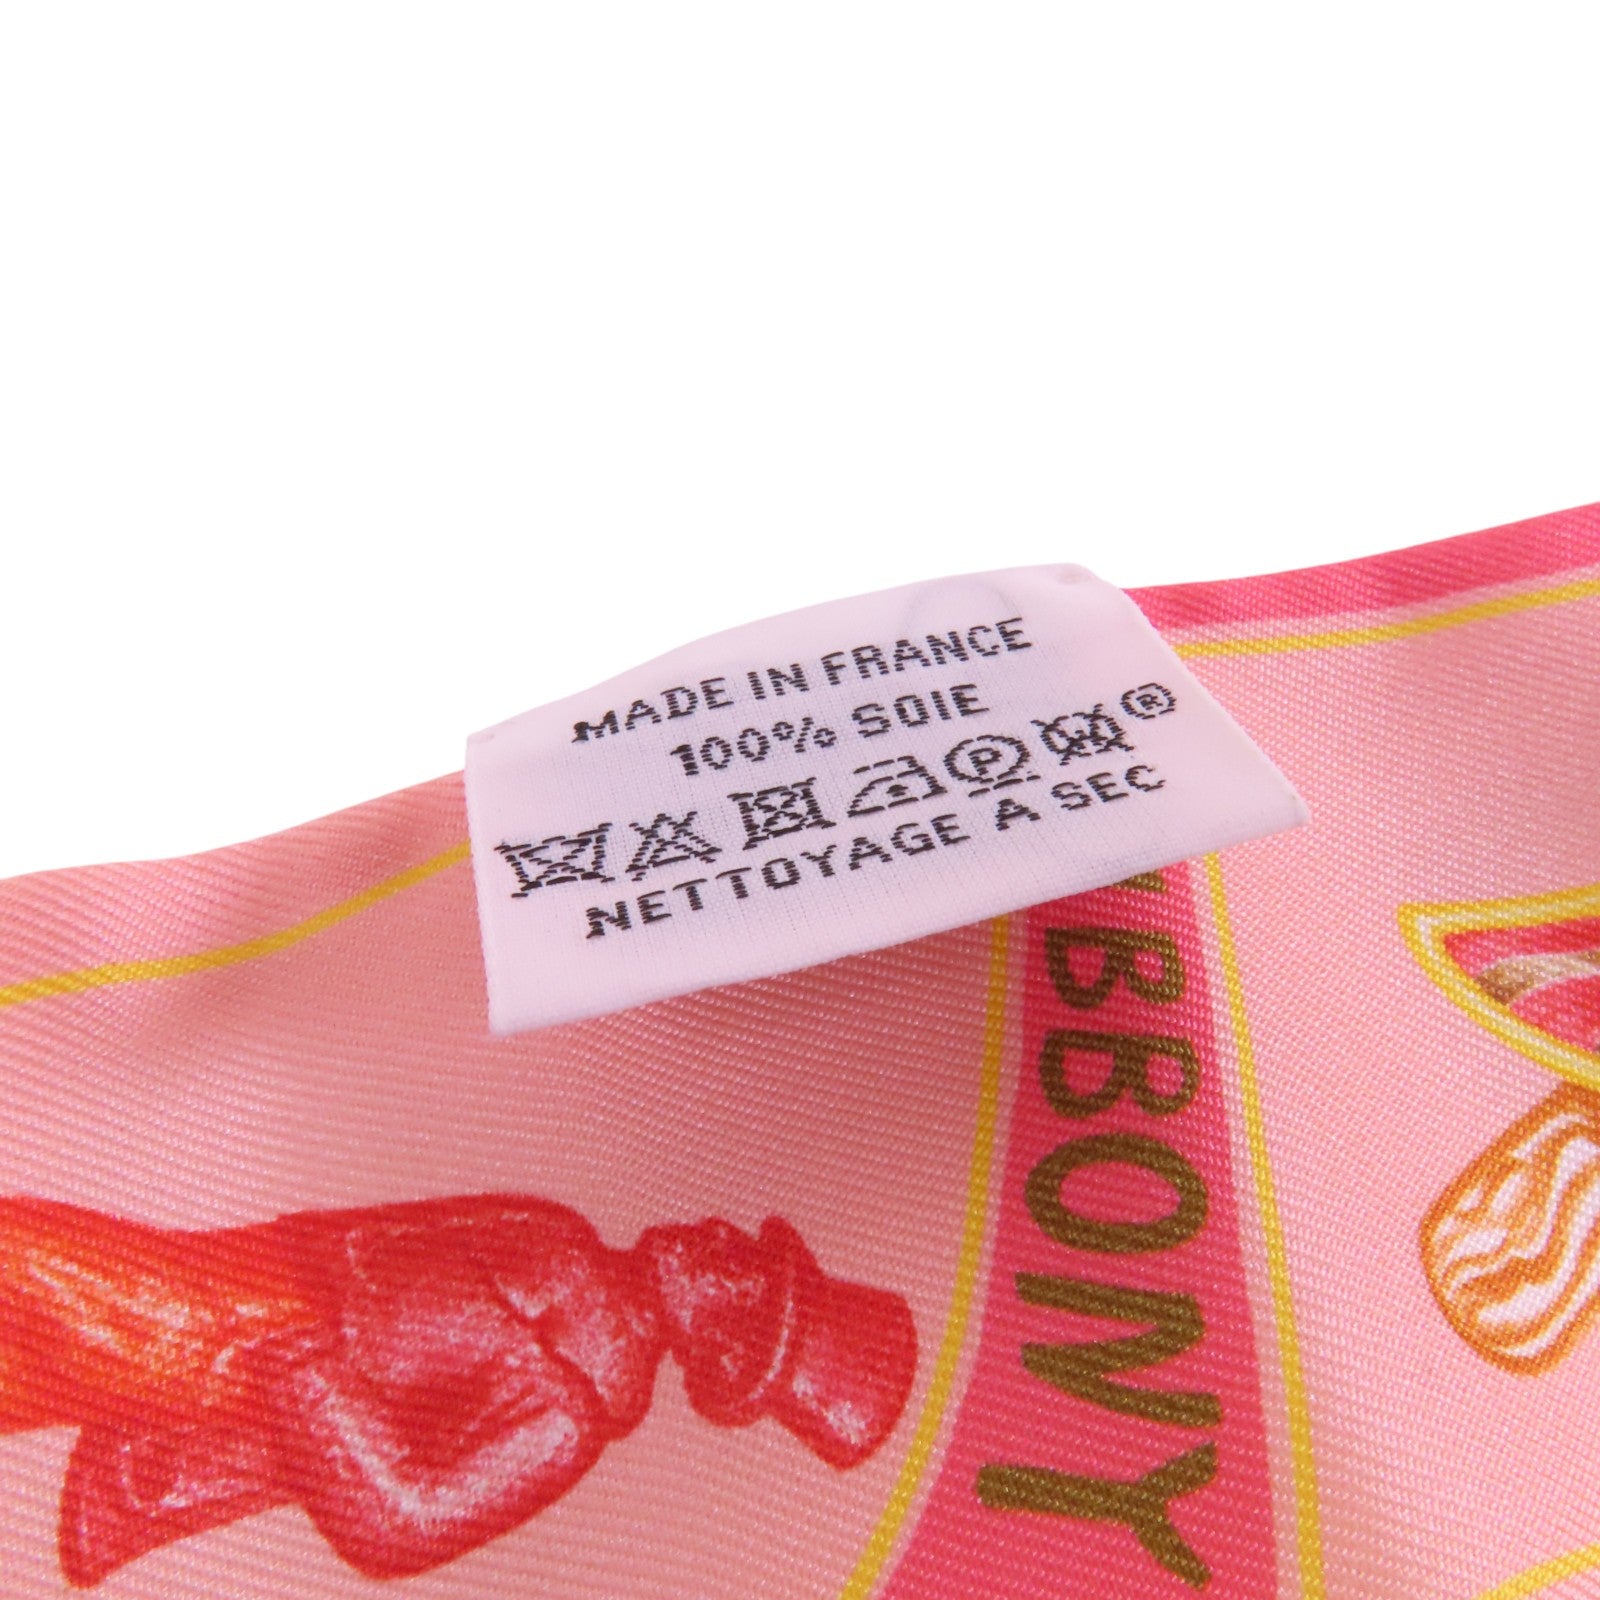 MADE IN FRANCE
100% SOIE
P ®
NETTOYAGE A SEC
BBONY